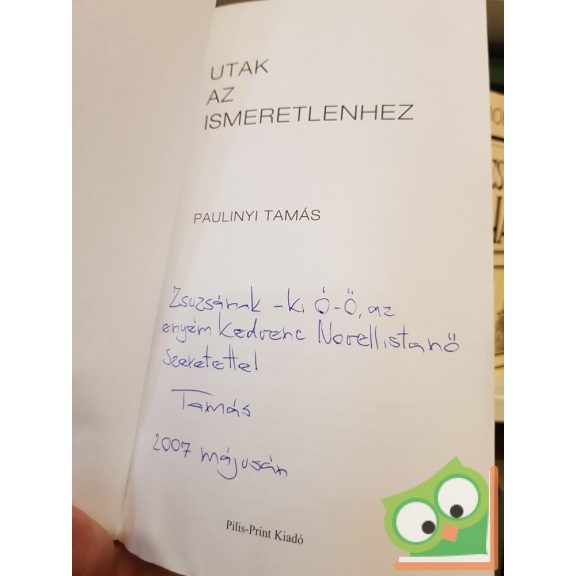 UTAK
AZ
ISMERETLENHEZ
PAULINYI TAMÁS
Zsuzsának – ki Ő-Ő, az
enyém kedvenc Novellistanő
szeretettel
Tamás
2007 májusán
Pilis-Print Kiadó